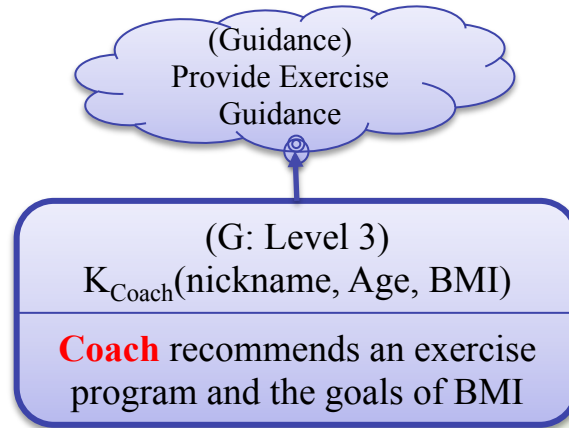 (Guidance)
Provide Exercise
Guidance
(G: Level 3)
K_Coach(nickname, Age, BMI)
Coach recommends an exercise
program and the goals of BMI